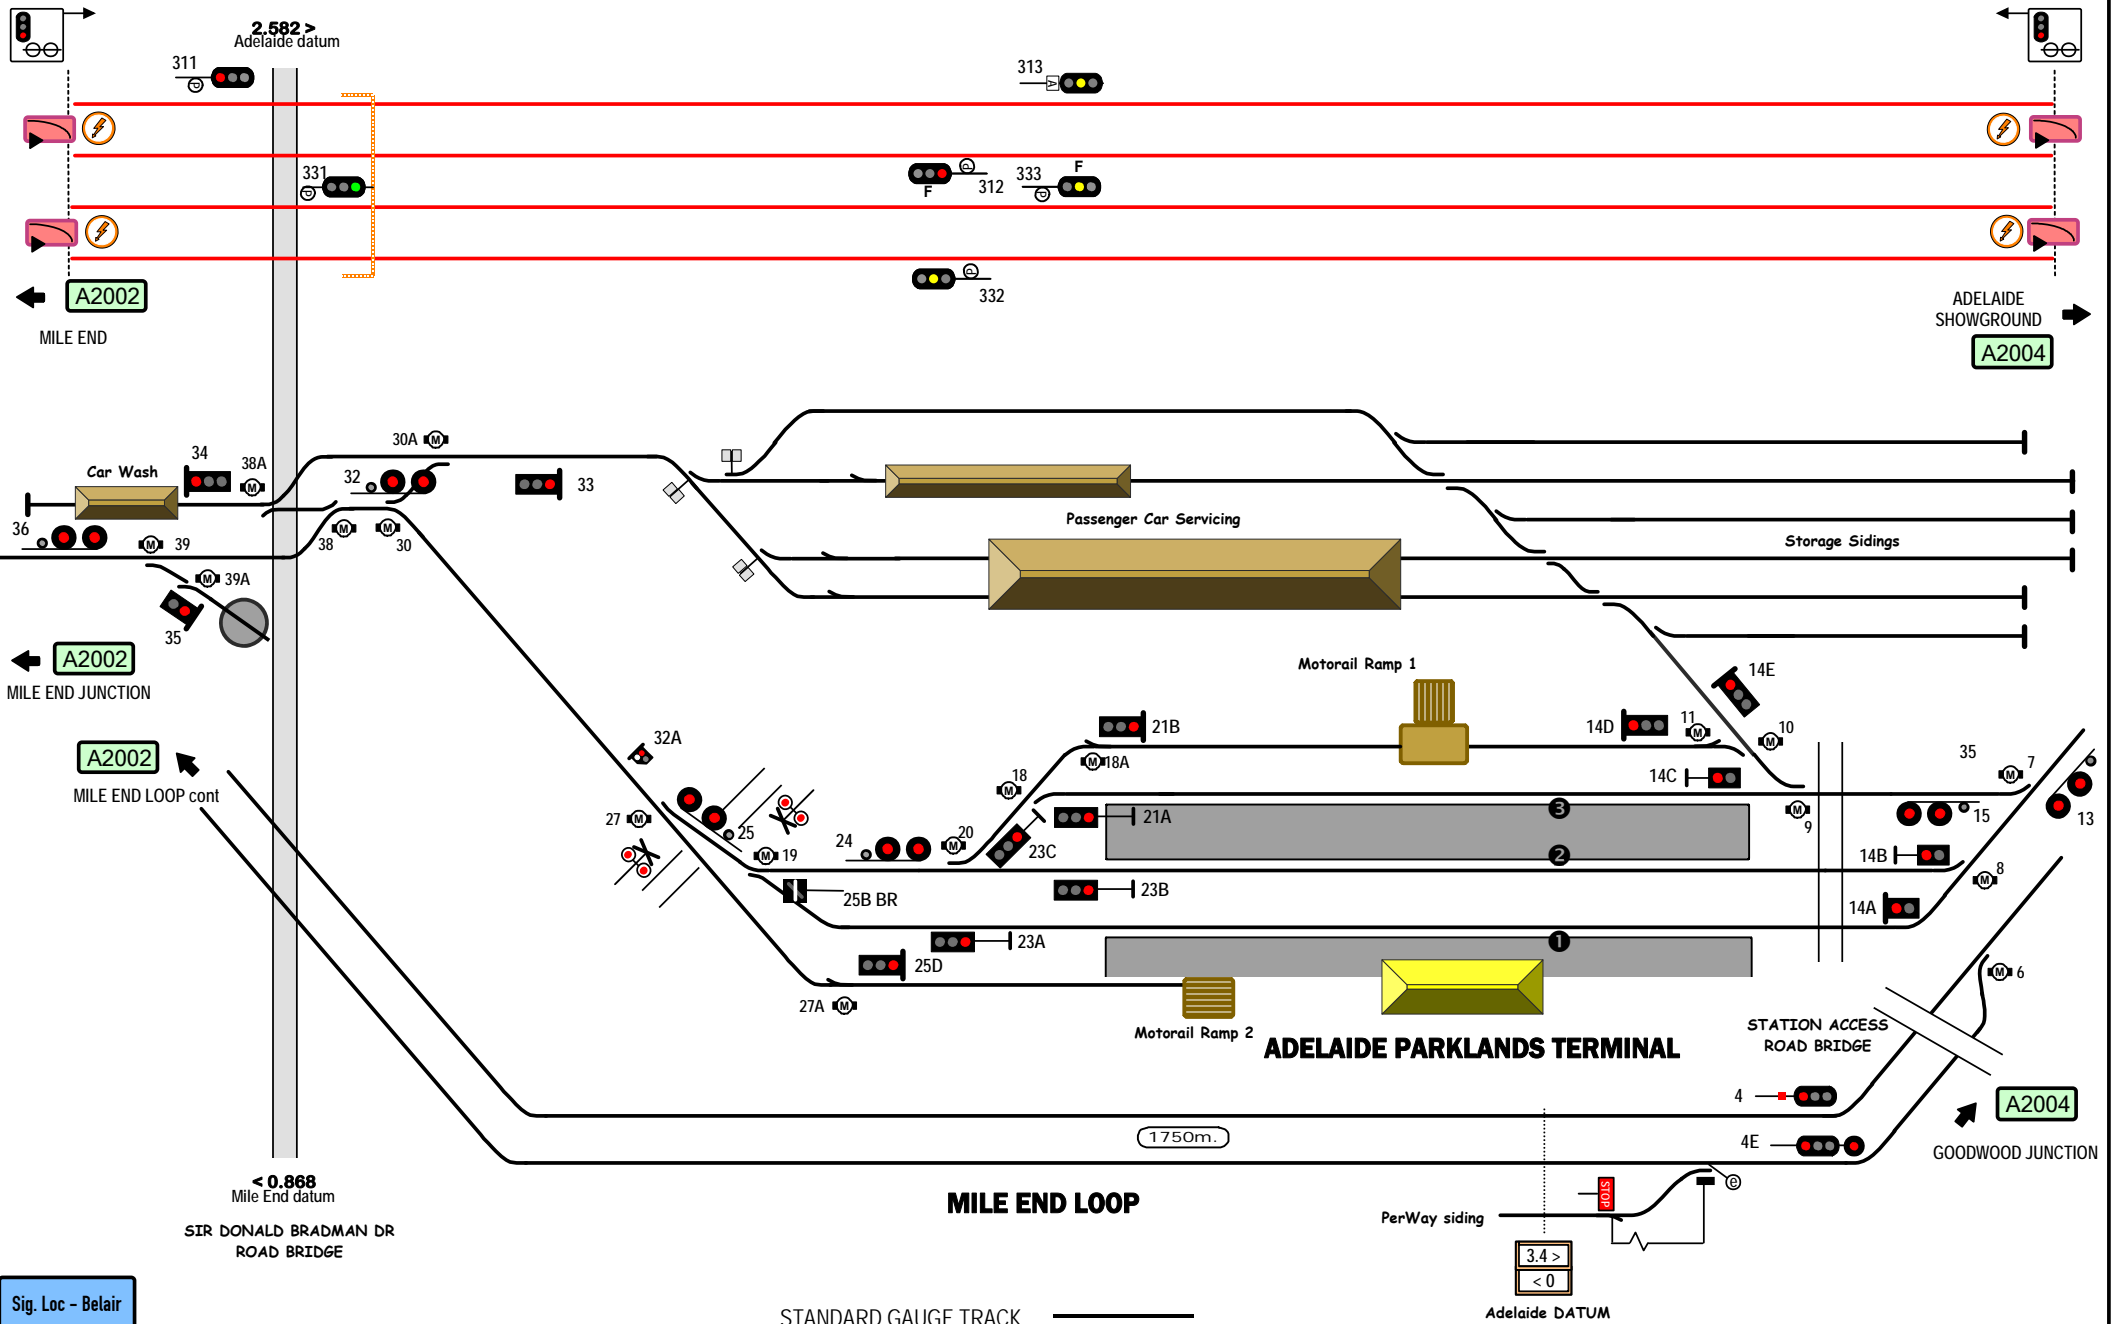 2.582 >
Adelaide datum
311
P
313
A
331
P
F
P
312
333
F
P
P
332
A2002
MILE END
ADELAIDE
SHOWGROUND
A2004
30A
M
34
38A
M
Car Wash
32
33
36
M
39
38
M
M
30
M
39A
35
Passenger Car Servicing
Storage Sidings
A2002
MILE END JUNCTION
Motorail Ramp 1
14E
A2002
MILE END LOOP cont
32A
21B
14D
11
M
10
M
M
18A
14C
35
M
7
18
M
27
M
25
21A
3
M
9
15
13
24
M
20
23C
M
19
2
14B
M
8
25B BR
23B
14A
23A
1
25D
M
6
27A
M
Motorail Ramp 2
ADELAIDE PARKLANDS TERMINAL
STATION ACCESS
ROAD BRIDGE
4
A2004
1750m.
4E
GOODWOOD JUNCTION
< 0.868
Mile End datum
MILE END LOOP
STOP
e
PerWay siding
SIR DONALD BRADMAN DR
ROAD BRIDGE
3.4 >
< 0
Sig. Loc - Belair
STANDARD GAUGE TRACK
Adelaide DATUM